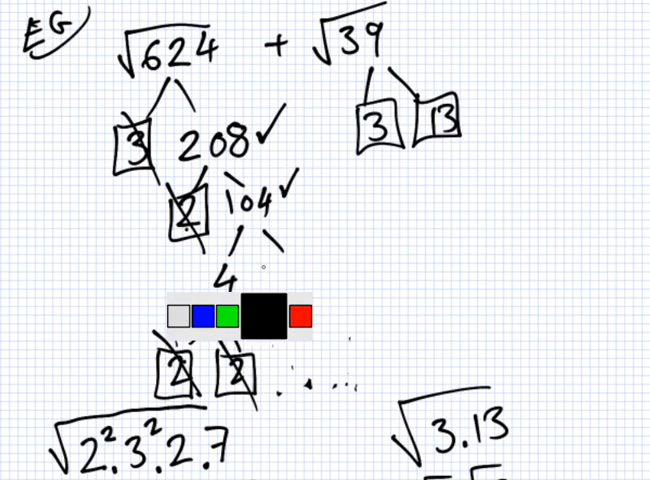 EG
√624 + √39
3 208✓ 3 13
2 104✓
4
2 2
√2².3².2.7 √3.13